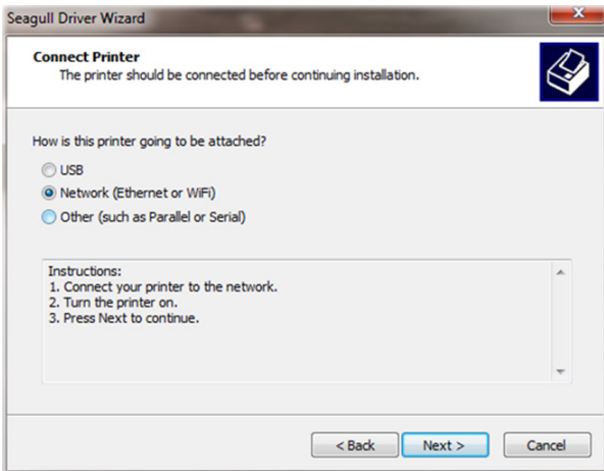 Seagull Driver Wizard
Connect Printer
The printer should be connected before continuing installation.
How is this printer going to be attached?
USB
Network (Ethernet or WiFi)
Other (such as Parallel or Serial)
Instructions:
1. Connect your printer to the network.
2. Turn the printer on.
3. Press Next to continue.
< Back Next > Cancel